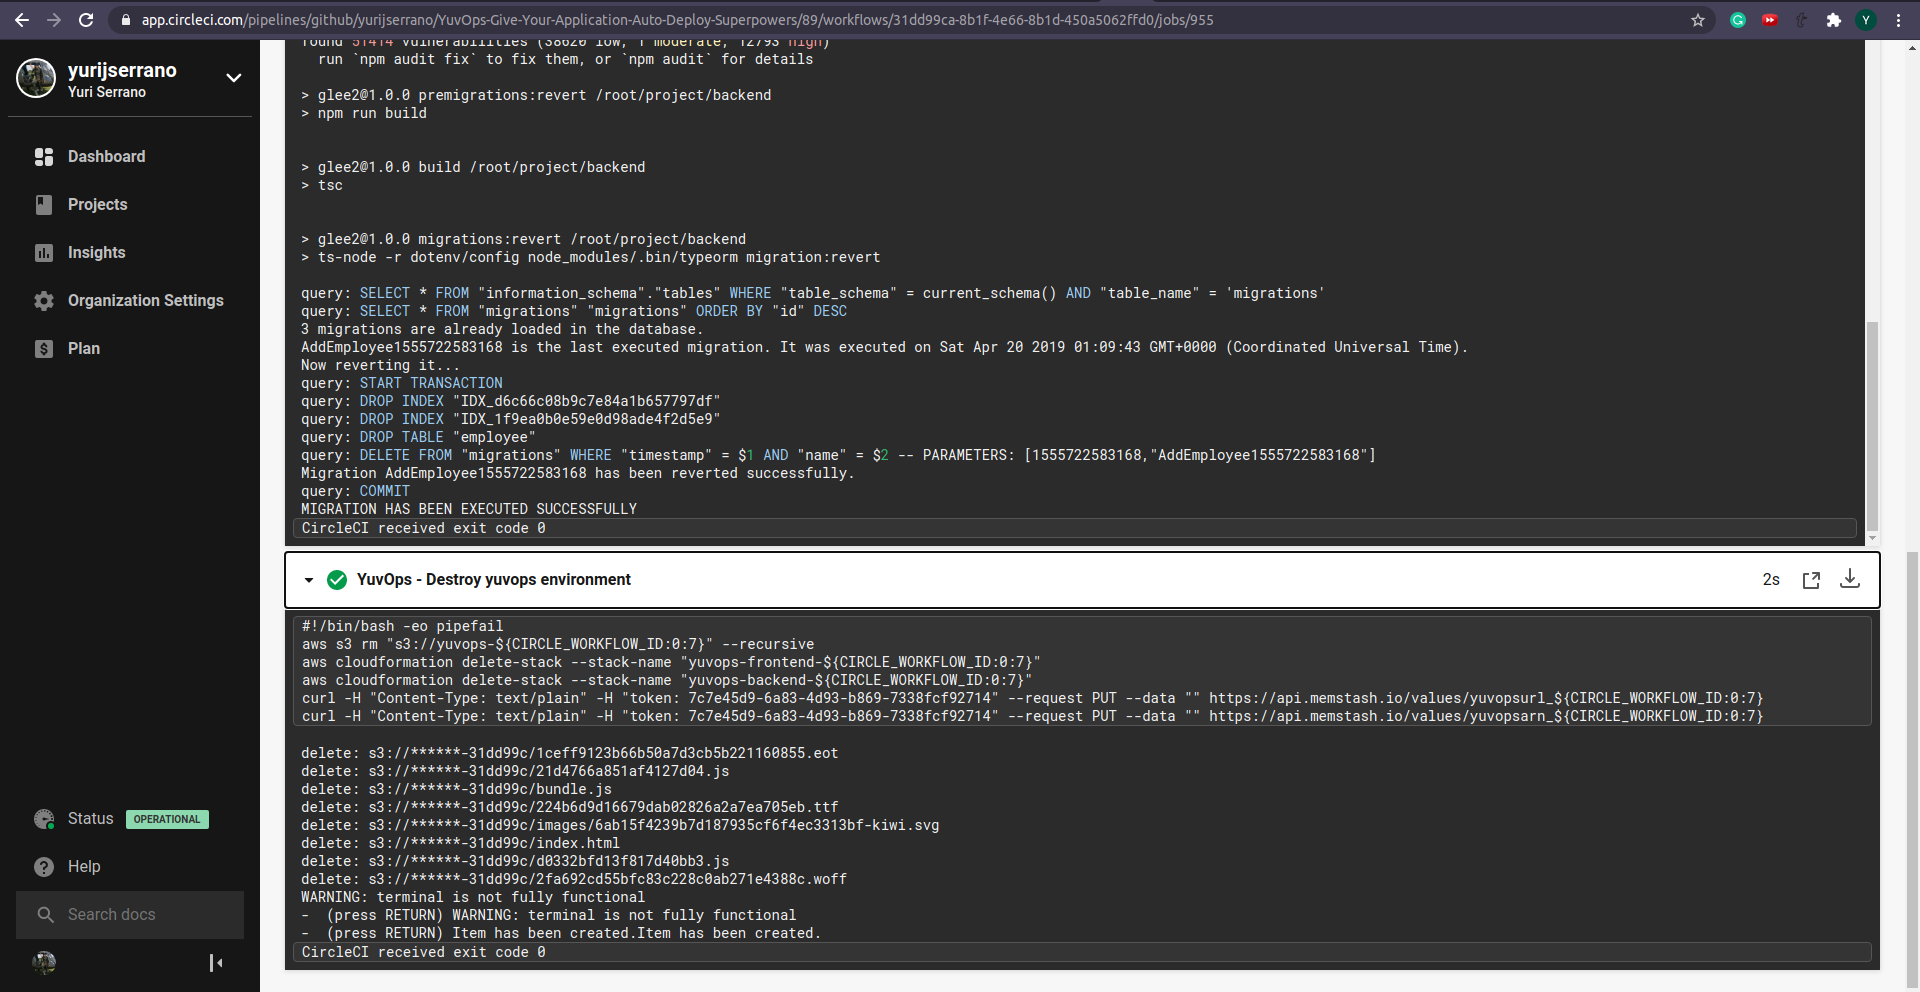 app.circleci.com/pipelines/github/yurijserrano/YuvOps-Give-Your-Application-Auto-Deploy-Superpowers/89/workflows/31dd99ca-8b1f-4e66-8b1d-450a5062ffd0/jobs/955
Y
yurijserrano
Yuri Serrano
Dashboard
Projects
Insights
Organization Settings
Plan
Status OPERATIONAL
Help
Search docs
found 51414 vulnerabilities (38620 low, 1 moderate, 12793 high)
run `npm audit fix` to fix them, or `npm audit` for details
> glee2@1.0.0 premigrations:revert /root/project/backend
> npm run build
> glee2@1.0.0 build /root/project/backend
> tsc
> glee2@1.0.0 migrations:revert /root/project/backend
> ts-node -r dotenv/config node_modules/.bin/typeorm migration:revert
query: SELECT * FROM "information_schema"."tables" WHERE "table_schema" = current_schema() AND "table_name" = 'migrations'
query: SELECT * FROM "migrations" "migrations" ORDER BY "id" DESC
3 migrations are already loaded in the database.
AddEmployee1555722583168 is the last executed migration. It was executed on Sat Apr 20 2019 01:09:43 GMT+0000 (Coordinated Universal Time).
Now reverting it...
query: START TRANSACTION
query: DROP INDEX "IDX_d6c66c08b9c7e84a1b657797df"
query: DROP INDEX "IDX_1f9ea0b0e59e0d98ade4f2d5e9"
query: DROP TABLE "employee"
query: DELETE FROM "migrations" WHERE "timestamp" = $1 AND "name" = $2 -- PARAMETERS: [1555722583168,"AddEmployee1555722583168"]
Migration AddEmployee1555722583168 has been reverted successfully.
query: COMMIT
MIGRATION HAS BEEN EXECUTED SUCCESSFULLY
CircleCI received exit code 0
YuvOps - Destroy yuvops environment 2s
#!/bin/bash -eo pipefail
aws s3 rm "s3://yuvops-${CIRCLE_WORKFLOW_ID:0:7}" --recursive
aws cloudformation delete-stack --stack-name "yuvops-frontend-${CIRCLE_WORKFLOW_ID:0:7}"
aws cloudformation delete-stack --stack-name "yuvops-backend-${CIRCLE_WORKFLOW_ID:0:7}"
curl -H "Content-Type: text/plain" -H "token: 7c7e45d9-6a83-4d93-b869-7338fcf92714" --request PUT --data "" https://api.memstash.io/values/yuvopsurl_${CIRCLE_WORKFLOW_ID:0:7}
curl -H "Content-Type: text/plain" -H "token: 7c7e45d9-6a83-4d93-b869-7338fcf92714" --request PUT --data "" https://api.memstash.io/values/yuvopsarn_${CIRCLE_WORKFLOW_ID:0:7}
delete: s3://******-31dd99c/1ceff9123b66b50a7d3cb5b221160855.eot
delete: s3://******-31dd99c/21d4766a851af4127d04.js
delete: s3://******-31dd99c/bundle.js
delete: s3://******-31dd99c/224b6d9d16679dab02826a2a7ea705eb.ttf
delete: s3://******-31dd99c/images/6ab15f4239b7d187935cf6f4ec3313bf-kiwi.svg
delete: s3://******-31dd99c/index.html
delete: s3://******-31dd99c/d0332bfd13f817d40bb3.js
delete: s3://******-31dd99c/2fa692cd55bfc83c228c0ab271e4388c.woff
WARNING: terminal is not fully functional
-  (press RETURN) WARNING: terminal is not fully functional
-  (press RETURN) Item has been created.Item has been created.
CircleCI received exit code 0